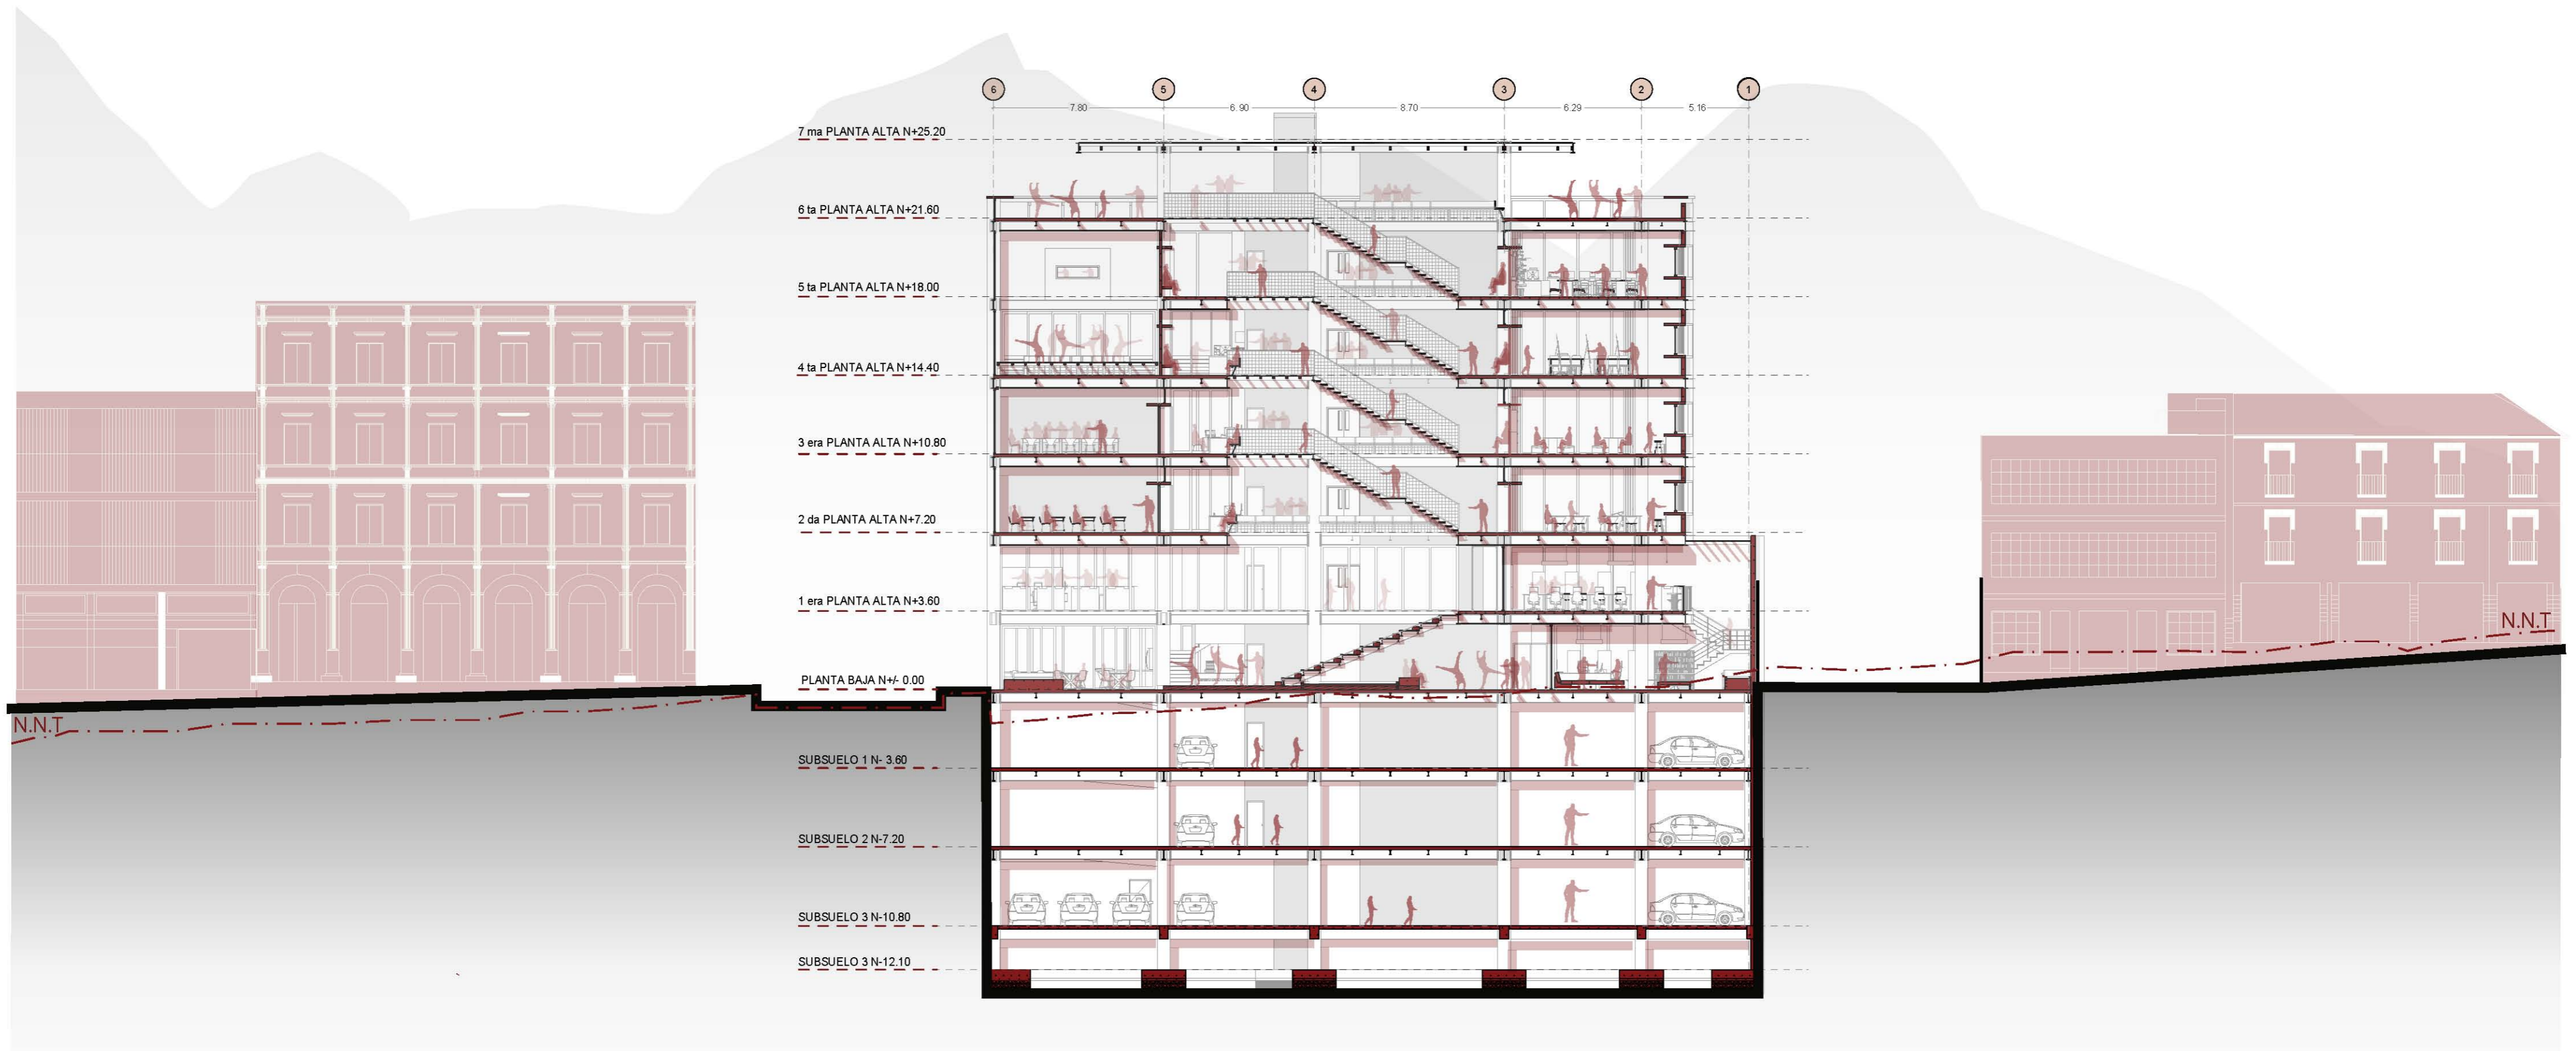 6 5 4 3 2 1
7.80 6.90 8.70 6.29 5.16
7 ma PLANTA ALTA N+25.20
6 ta PLANTA ALTA N+21.60
5 ta PLANTA ALTA N+18.00
4 ta PLANTA ALTA N+14.40
3 era PLANTA ALTA N+10.80
2 da PLANTA ALTA N+7.20
1 era PLANTA ALTA N+3.60
N.N.T
PLANTA BAJA N+/- 0.00
N.N.T
SUBSUELO 1 N- 3.60
SUBSUELO 2 N-7.20
SUBSUELO 3 N-10.80
SUBSUELO 3 N-12.10